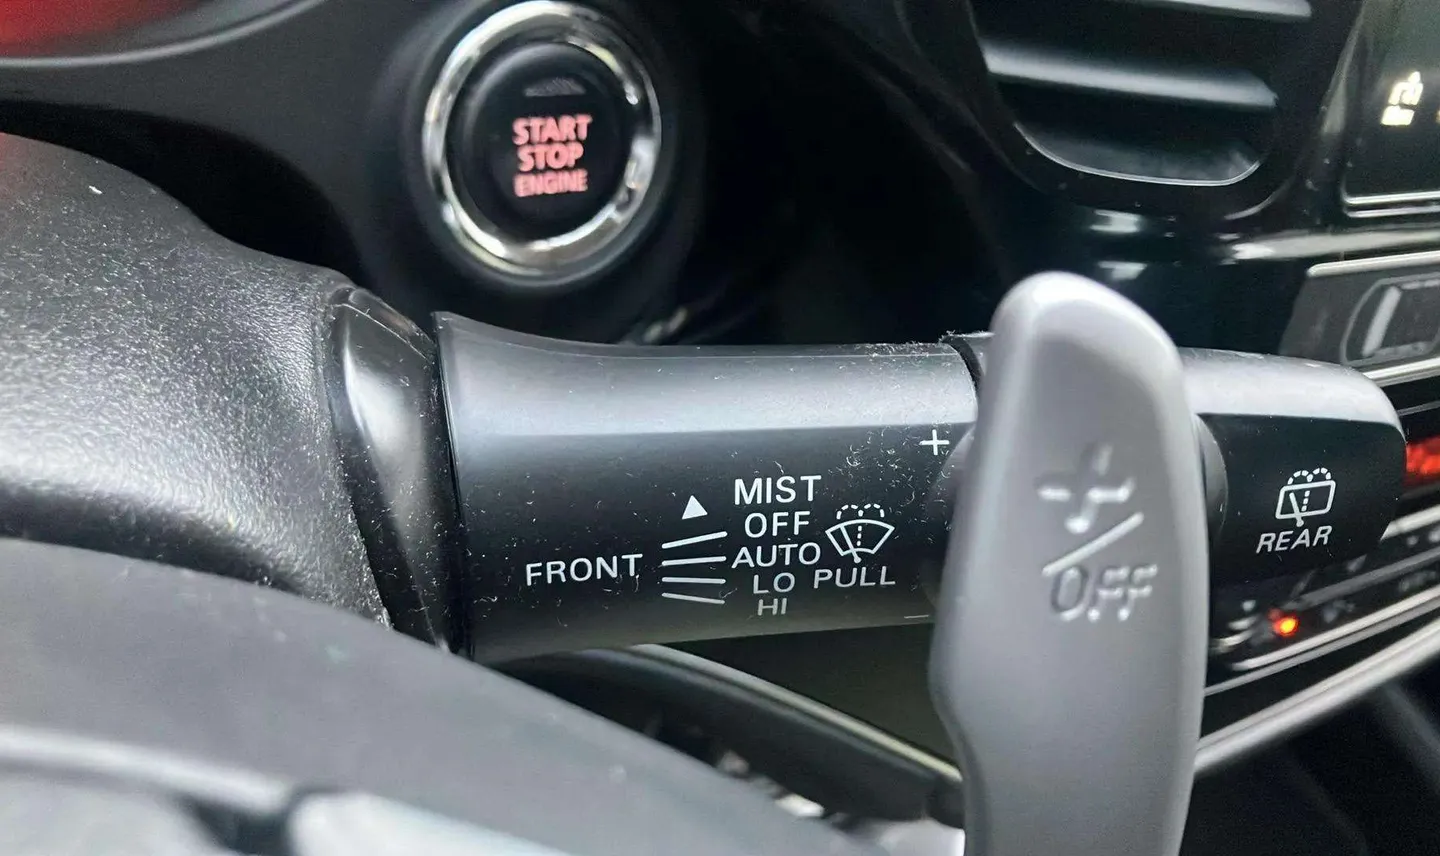 START
STOP
ENGINE
+
MIST
OFF
AUTO
LO
HI
FRONT
PULL
+
OFF
REAR